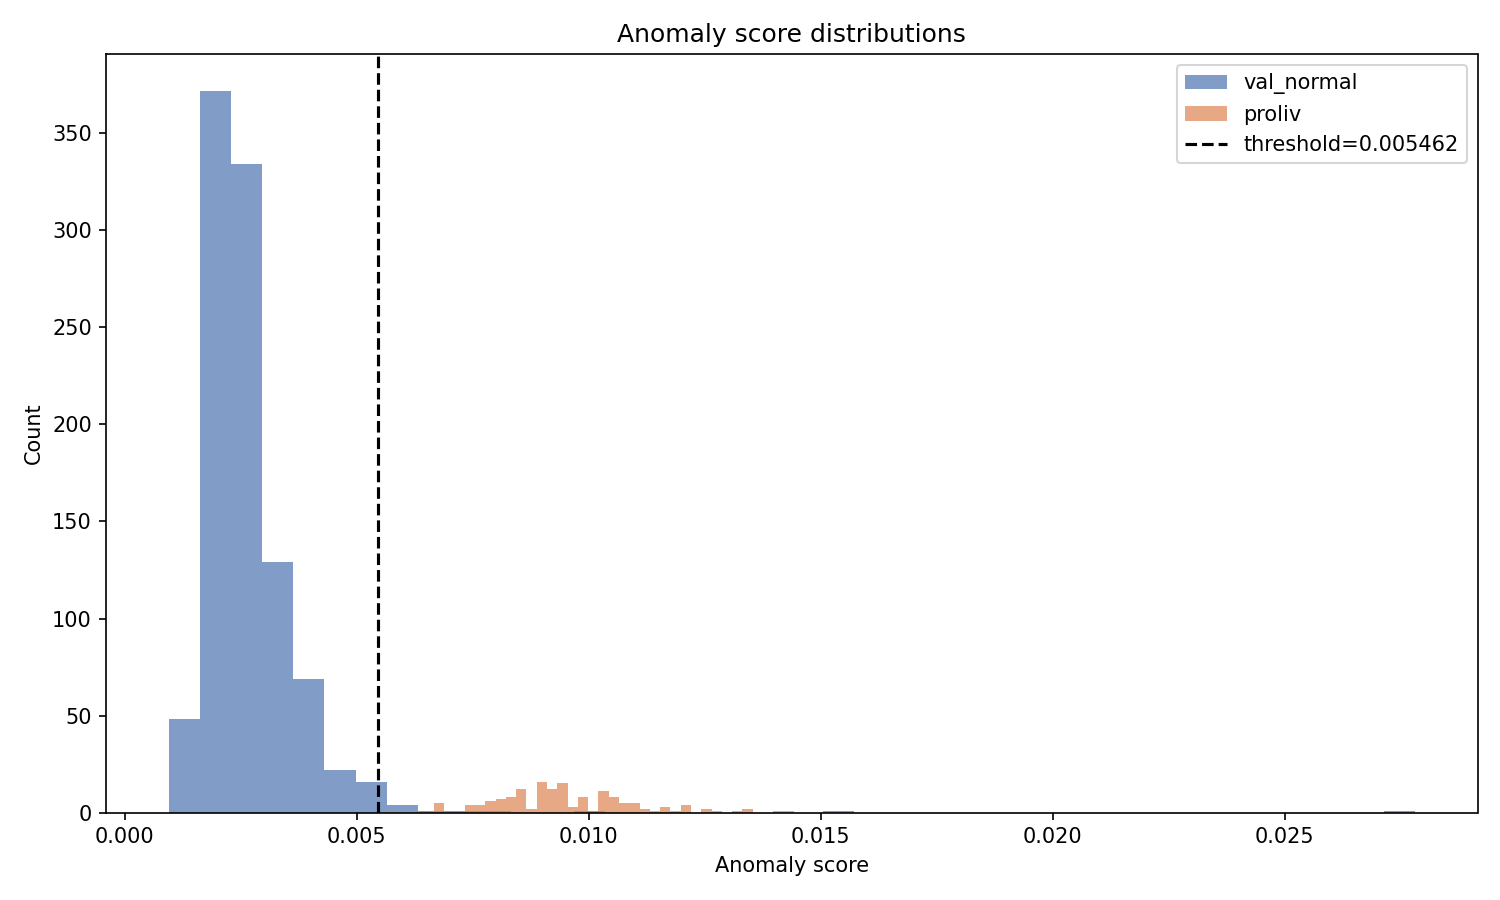 Anomaly score distributions
val_normal
proliv
threshold=0.005462
Count
350
300
250
200
150
100
50
0
0.000 0.005 0.010 0.015 0.020 0.025
Anomaly score